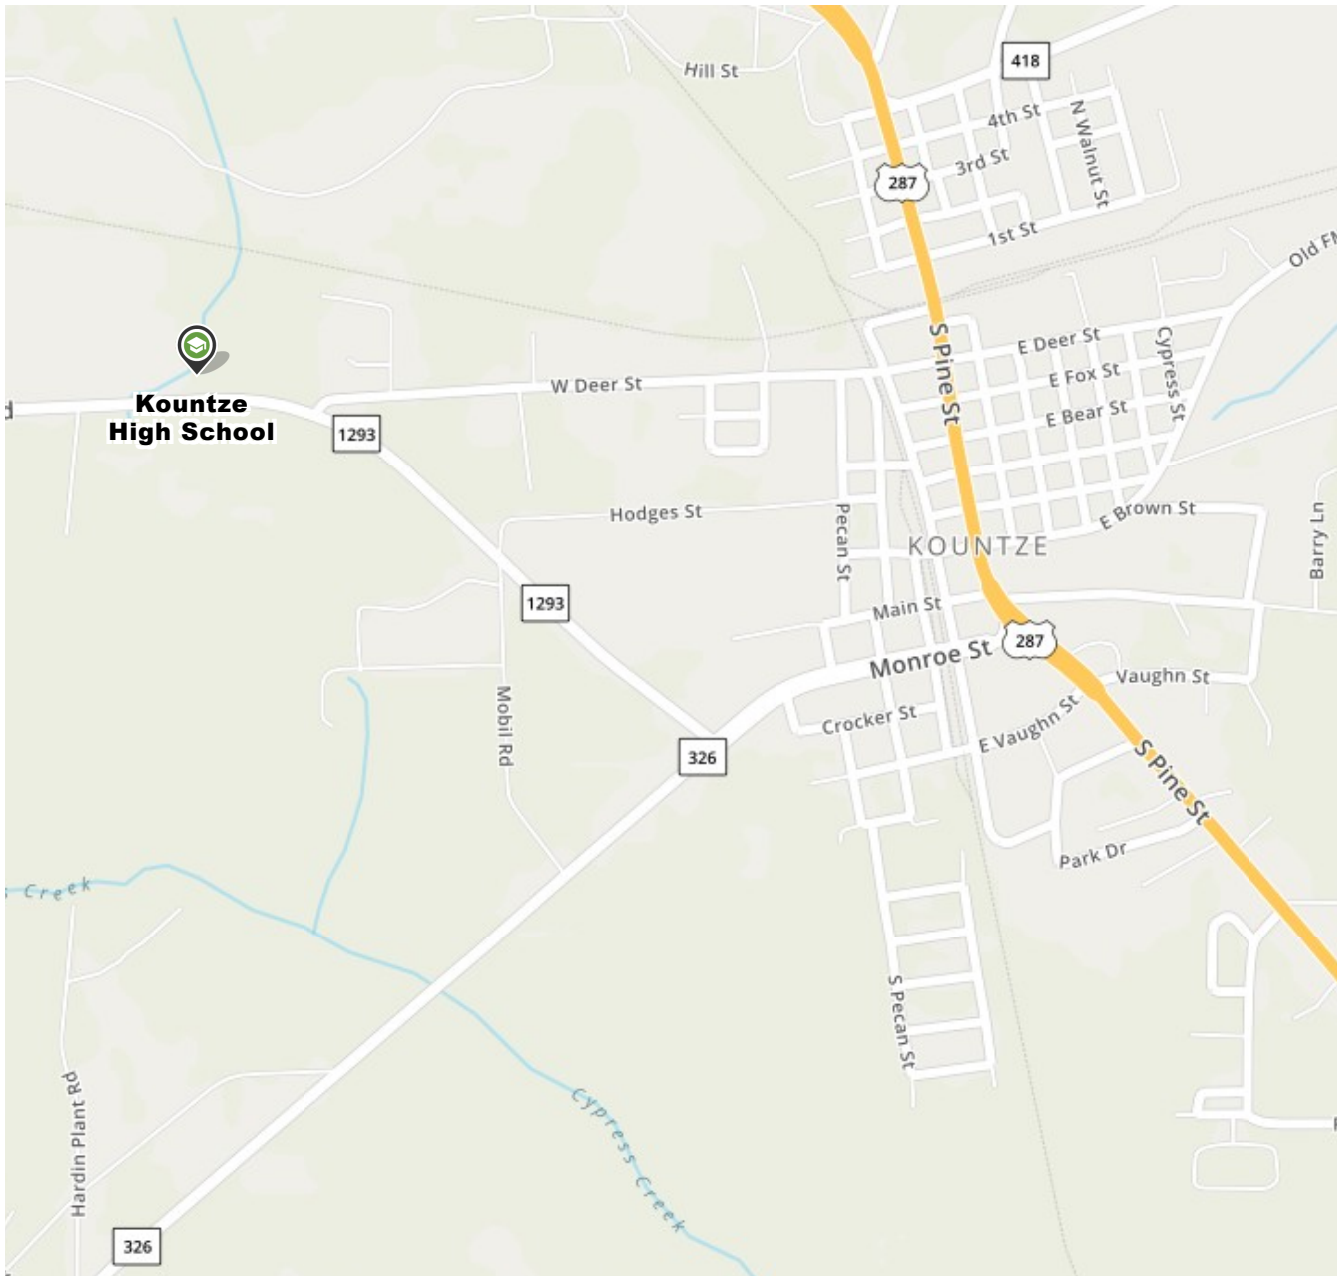 Hill St
418
4th St
N Walnut St
3rd St
287
1st St
Old FM
S Pine St
E Deer St
Cypress St
E Fox St
W Deer St
E Bear St
Kountze
High School
1293
Hodges St
Pecan St
E Brown St
Barry Ln
KOUNTZE
1293
Main St
287
Monroe St
Vaughn St
Mobil Rd
Crocker St
E Vaughn St
326
S Pine St
Park Dr
s Creek
S Pecan St
Hardin Plant Rd
Cypress Creek
326